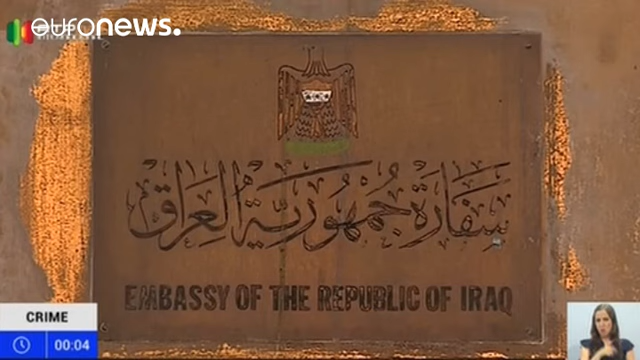 euronews.
سفارة جمهورية العراق
EMBASSY OF THE REPUBLIC OF IRAQ
CRIME
00:04